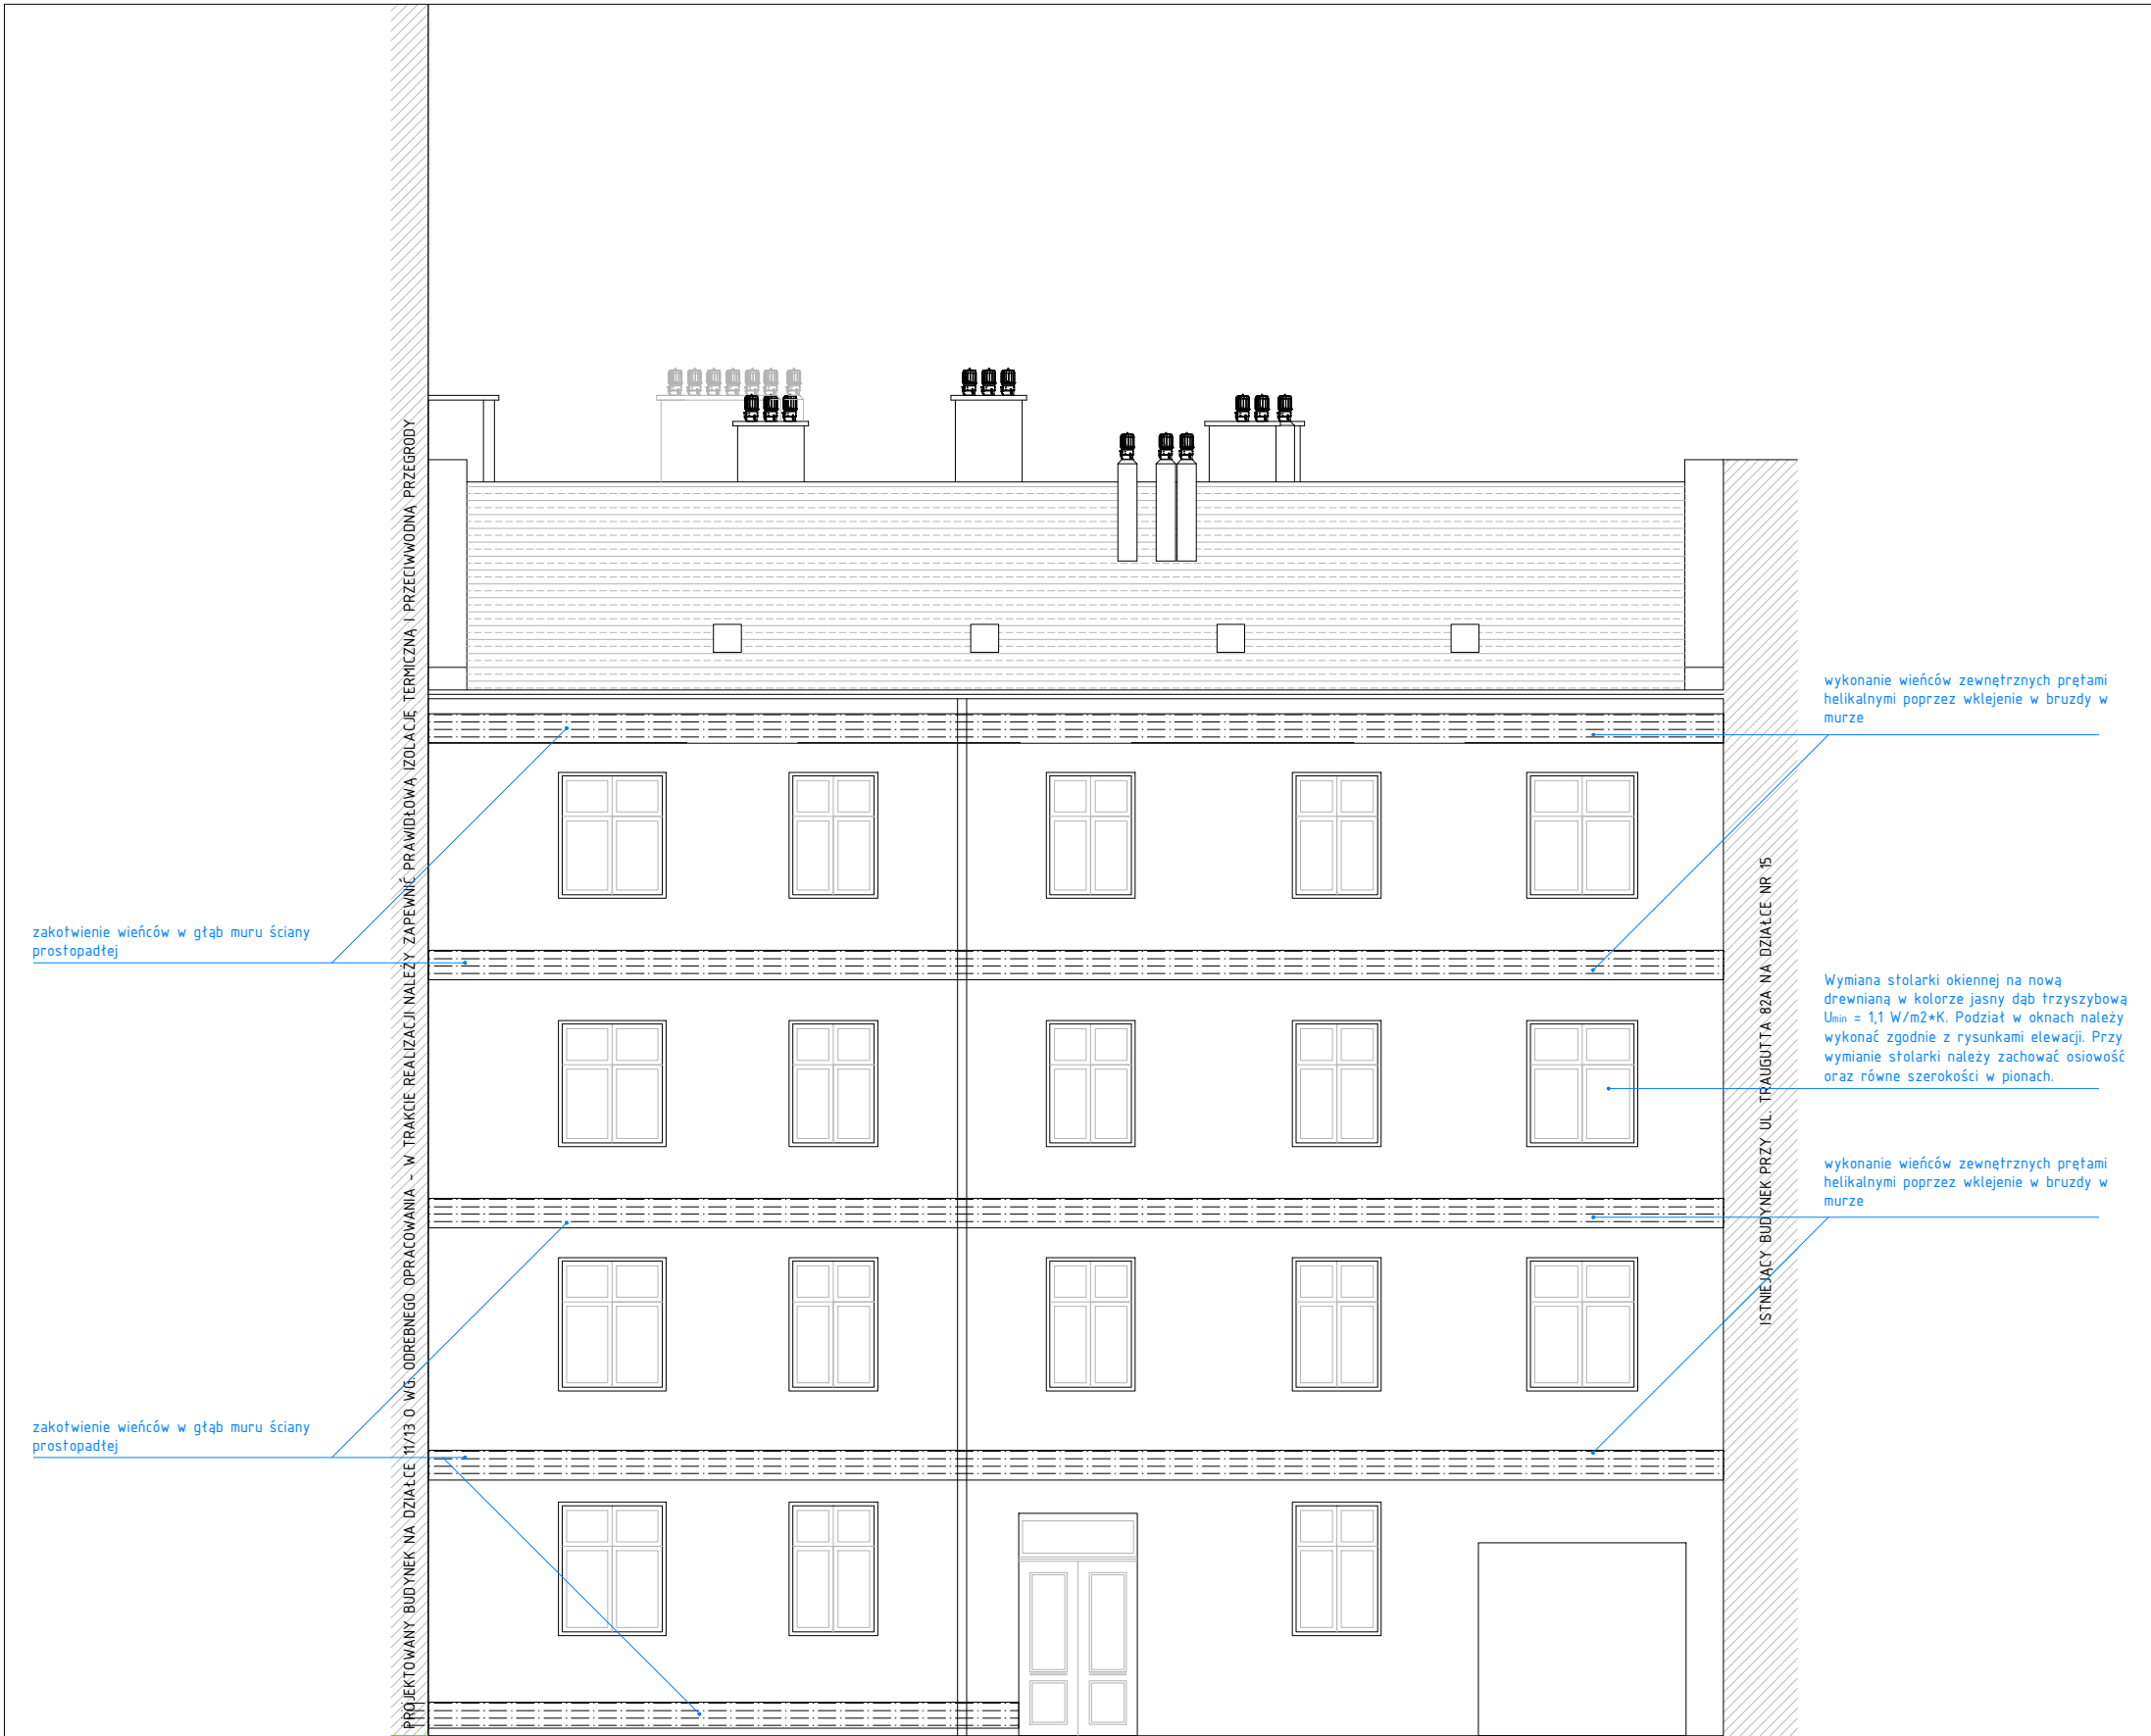 PROJEKTOWANY BUDYNEK NA DZIAŁCE 11/13 O WG. ODRĘBNEGO OPRACOWANIA - W TRAKCIE REALIZACJI NALEŻY ZAPEWNIĆ PRAWIDŁOWĄ IZOLACJĘ TERMICZNĄ I PRZECIWWODNĄ PRZEGRODY
zakotwienie wieńców w głąb muru ściany
prostopadłej
zakotwienie wieńców w głąb muru ściany
prostopadłej
ISTNIEJĄCY BUDYNEK PRZY UL. TRAUGUTTA 82A NA DZIAŁCE NR 15
wykonanie wieńców zewnętrznych prętami
helikalnymi poprzez wklejenie w bruzdy w
murze
Wymiana stolarki okiennej na nową
drewnianą w kolorze jasny dąb trzyszybową
Umin = 1,1 W/m2*K. Podział w oknach należy
wykonać zgodnie z rysunkami elewacji. Przy
wymianie stolarki należy zachować osiowość
oraz równe szerokości w pionach.
wykonanie wieńców zewnętrznych prętami
helikalnymi poprzez wklejenie w bruzdy w
murze